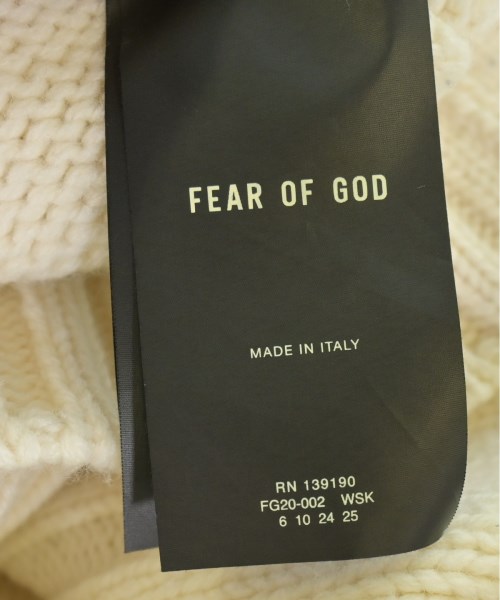 FEAR OF GOD
MADE IN ITALY
RN 139190
FG20-002 WSK
6 10 24 25